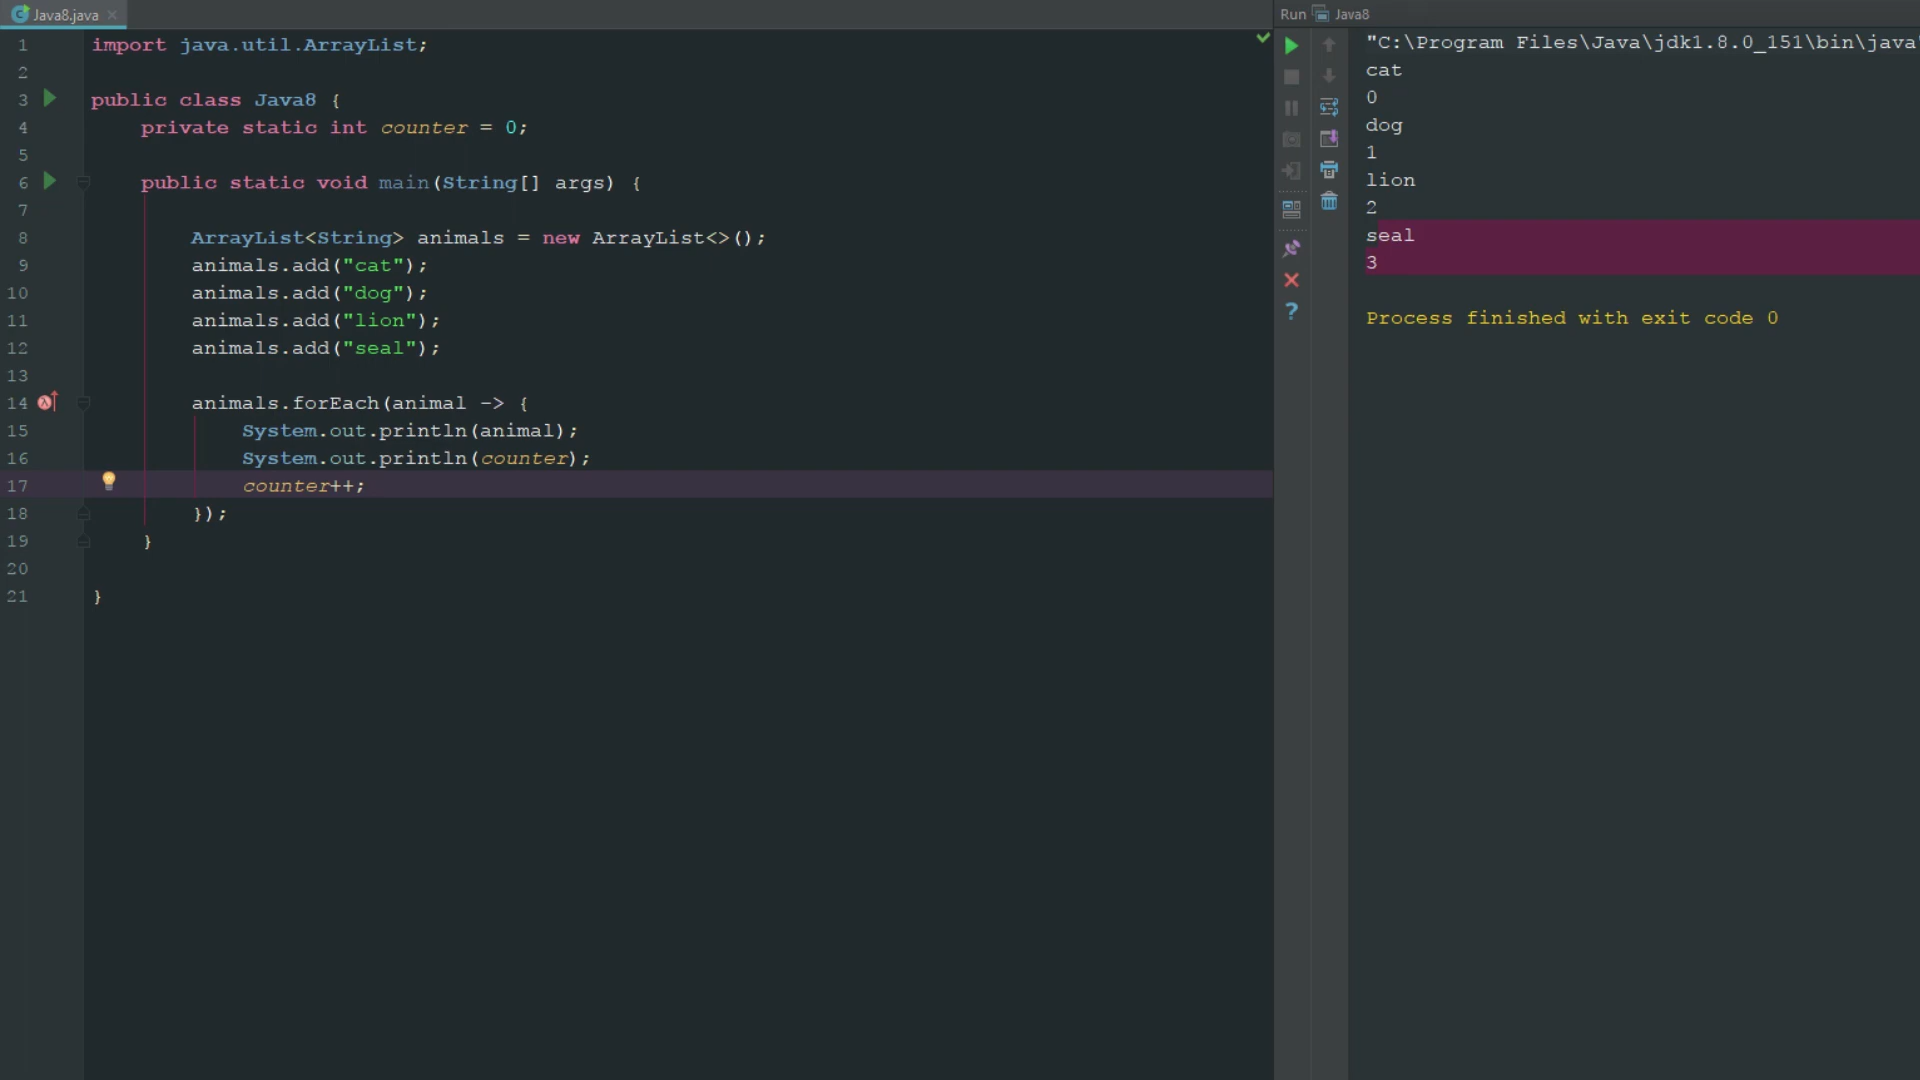 Java8.java
1 import java.util.ArrayList;
2
3 public class Java8 {
4 private static int counter = 0;
5
6 public static void main(String[] args) {
7
8 ArrayList<String> animals = new ArrayList<>();
9 animals.add("cat");
10 animals.add("dog");
11 animals.add("lion");
12 animals.add("seal");
13
14 animals.forEach(animal -> {
15 System.out.println(animal);
16 System.out.println(counter);
17 counter++;
18 });
19 }
20
21 }
Run Java8
"C:\Program Files\Java\jdk1.8.0_151\bin\java"
cat
0
dog
1
lion
2
seal
3
Process finished with exit code 0